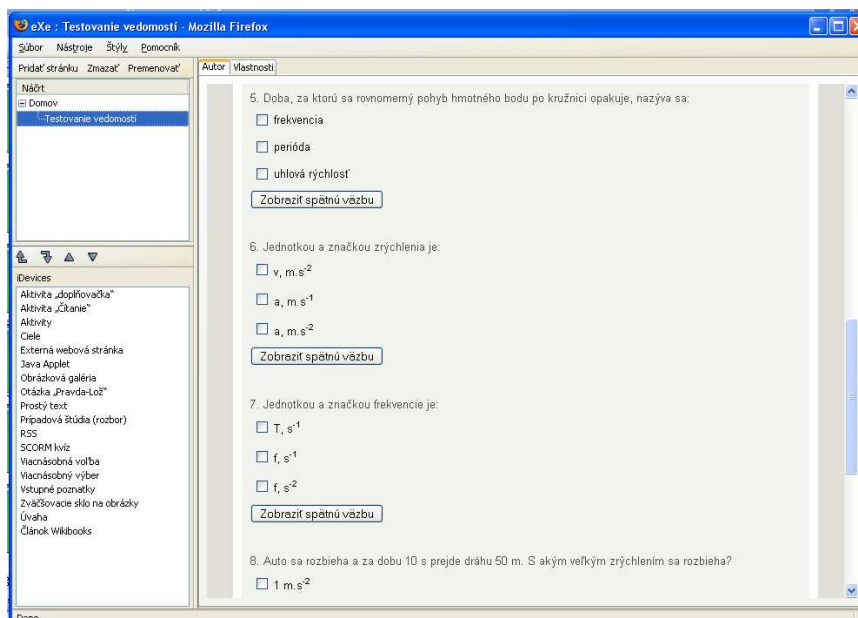 eXe : Testovanie vedomostí - Mozilla Firefox
Súbor Nástroje Štýly Pomocník
Pridať stránku Zmazať Premenovať
Autor Vlastnosti
Náčrt
Domov
Testovanie vedomostí
iDevices
Aktivita „doplňovačka“
Aktivita „Čítanie“
Aktivity
Ciele
Externá webová stránka
Java Applet
Obrázková galéria
Otázka „Pravda-Lož“
Prostý text
Prípadová štúdia (rozbor)
RSS
SCORM kvíz
Viacnásobná voľba
Viacnásobný výber
Vstupné poznatky
Zväčšovacie sklo na obrázky
Úvaha
Článok Wikibooks
5. Doba, za ktorú sa rovnomerný pohyb hmotného bodu po kružnici opakuje, nazýva sa:
frekvencia
perióda
uhlová rýchlosť
Zobraziť spätnú väzbu
6. Jednotkou a značkou zrýchlenia je:
v, m.s⁻²
a, m.s⁻¹
a, m.s⁻²
Zobraziť spätnú väzbu
7. Jednotkou a značkou frekvencie je:
T, s⁻¹
f, s⁻¹
f, s⁻²
Zobraziť spätnú väzbu
8. Auto sa rozbieha a za dobu 10 s prejde dráhu 50 m. S akým veľkým zrýchlením sa rozbieha?
1 m.s⁻²